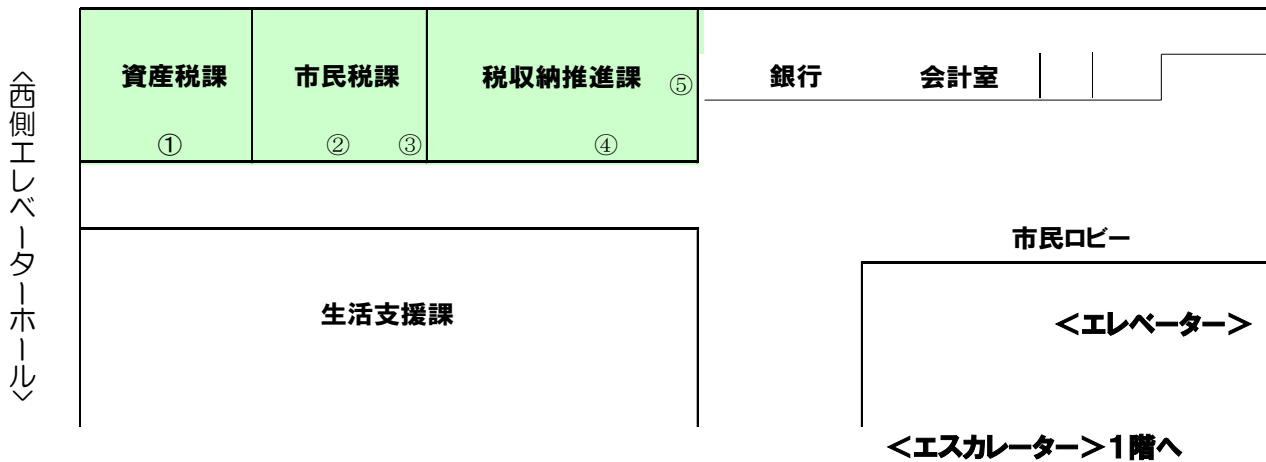 資産税課
市民税課
税収納推進課
⑤
銀行
会計室
①
②
③
④
〈西側エレベーターホール〉
市民ロビー
生活支援課
＜エレベーター＞
＜エスカレーター＞1階へ